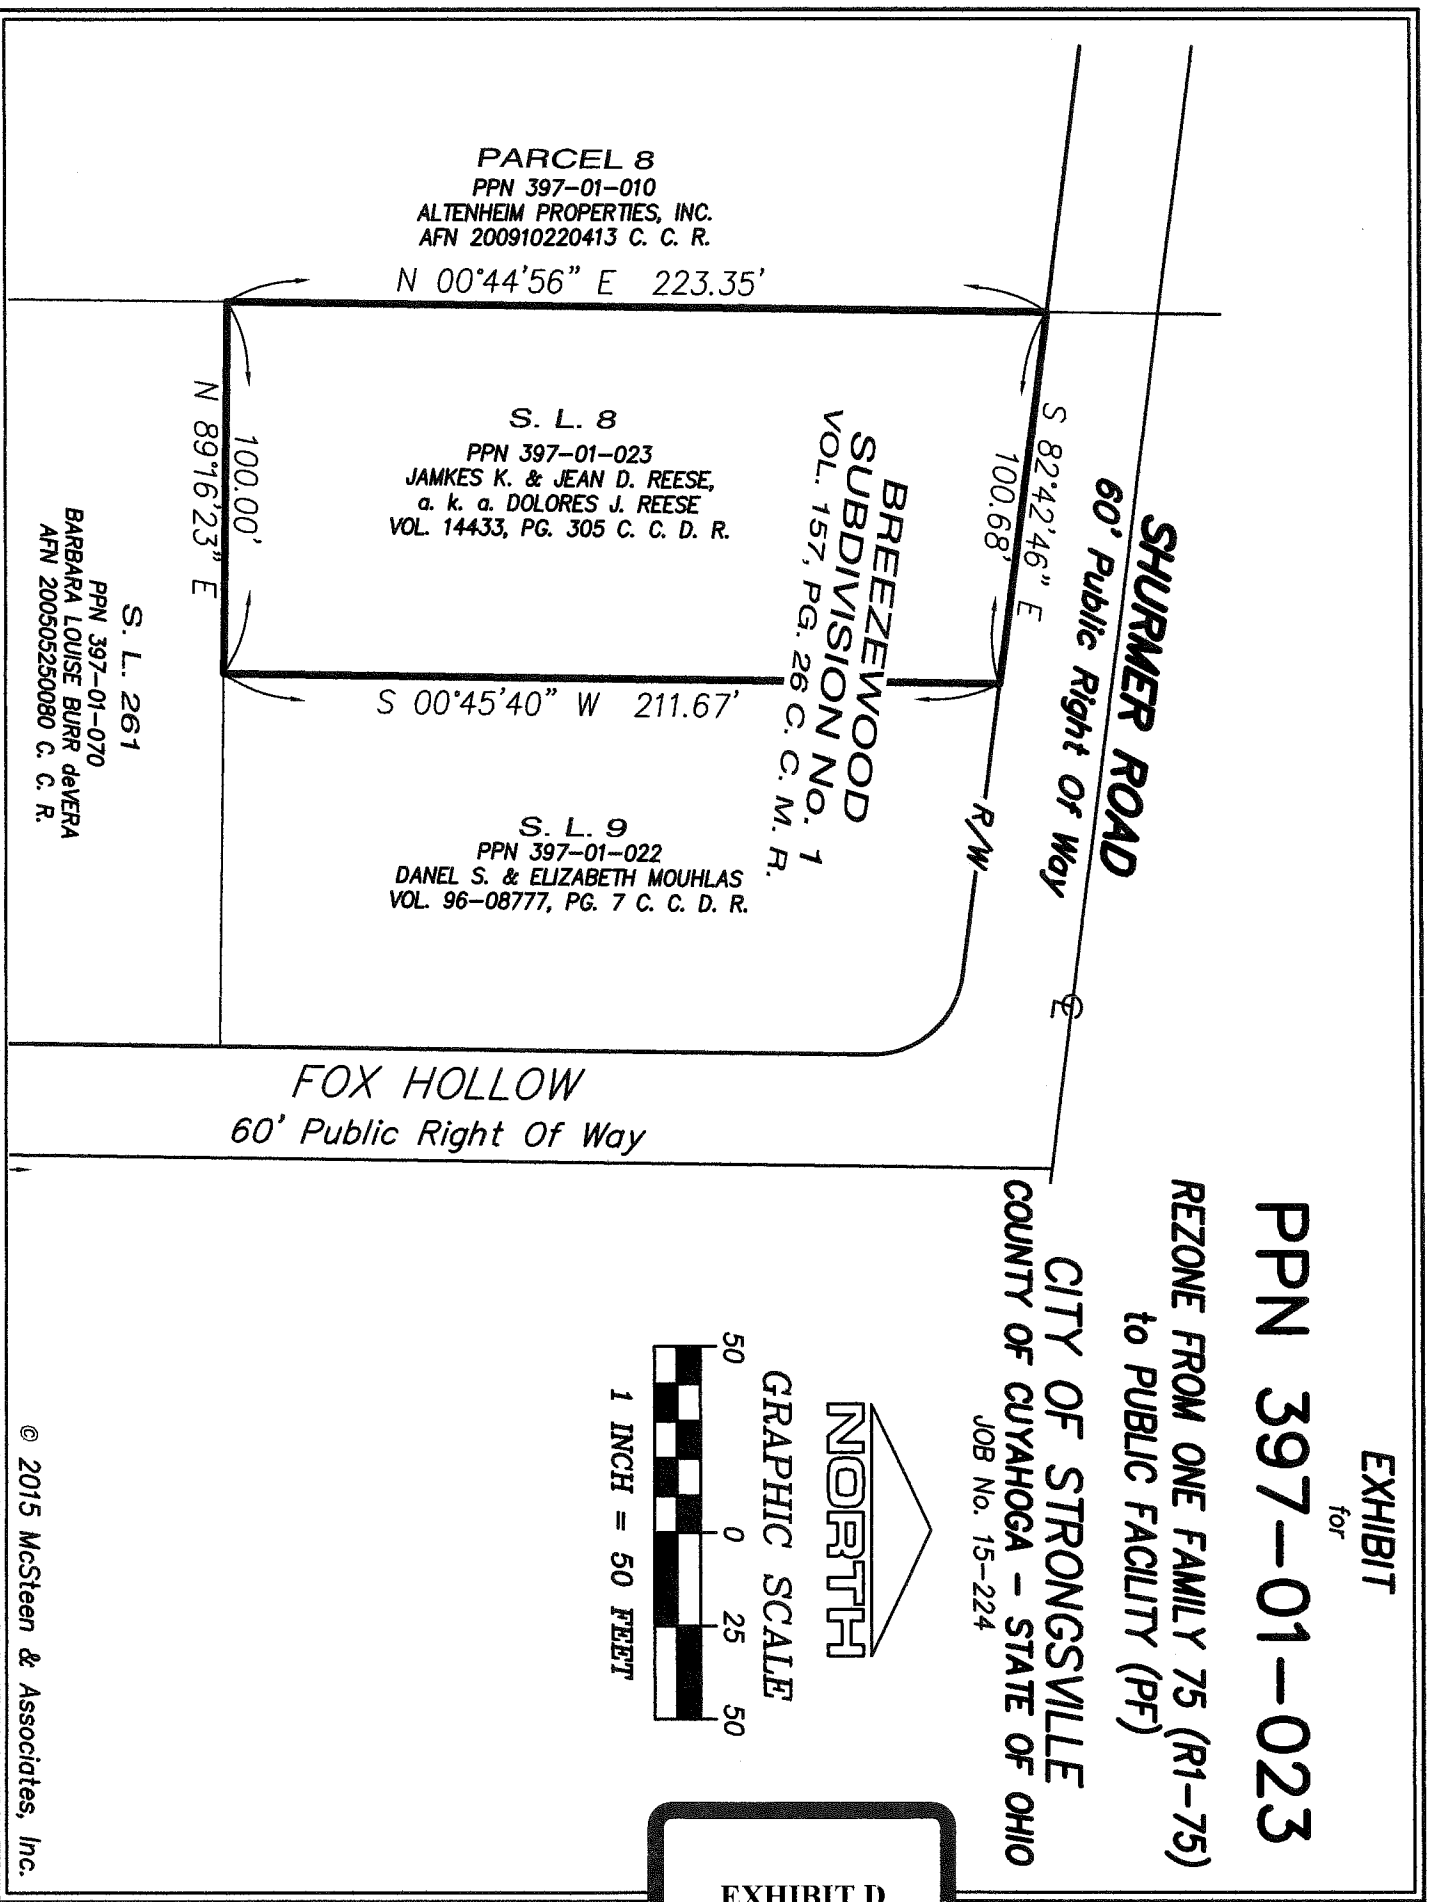 EXHIBIT
for
PPN 397-01-023
REZONE FROM ONE FAMILY 75 (R1-75)
to PUBLIC FACILITY (PF)
CITY OF STRONGSVILLE
COUNTY OF CUYAHOGA - STATE OF OHIO
JOB No. 15-224
NORTH
GRAPHIC SCALE
50 0 25 50
1 INCH = 50 FEET
SHURMER ROAD
60' Public Right Of Way
℄
R/W
S 82°42'46" E
100.68'
BREEZEWOOD
SUBDIVISION NO. 1
VOL. 157, PG. 26 C. C. M. R.
PARCEL 8
PPN 397-01-010
ALTENHEIM PROPERTIES, INC.
AFN 200910220413 C. C. R.
N 00°44'56" E 223.35'
S. L. 8
PPN 397-01-023
JAMKES K. & JEAN D. REESE,
a. k. a. DOLORES J. REESE
VOL. 14433, PG. 305 C. C. D. R.
S 00°45'40" W 211.67'
S. L. 9
PPN 397-01-022
DANEL S. & ELIZABETH MOUHLAS
VOL. 96-08777, PG. 7 C. C. D. R.
FOX HOLLOW
60' Public Right Of Way
100.00'
N 89°16'23" E
S. L. 261
PPN 397-01-070
BARBARA LOUISE BURR deVERA
AFN 200505250080 C. C. R.
© 2015 McSteen & Associates, Inc.
EXHIBIT D